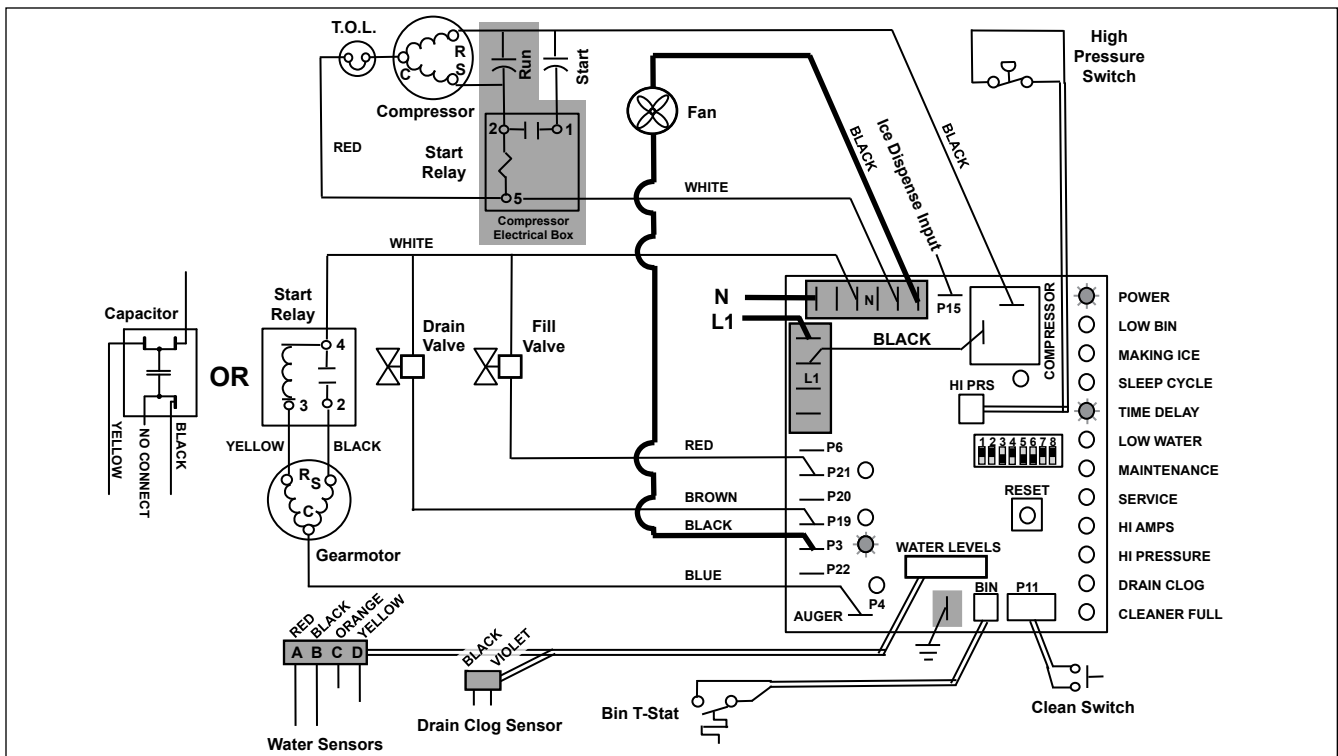 T.O.L.
R
S
C
Compressor
Run
Start
High
Pressure
Switch
Fan
2
1
Start
Relay
RED
5
WHITE
Compressor
Electrical Box
BLACK
Ice Dispense Input
BLACK
WHITE
Capacitor
Start
Relay
4
OR
3
2
YELLOW
NO CONNECT
BLACK
YELLOW
BLACK
R
S
C
Gearmotor
Drain
Valve
Fill
Valve
N
L1
N
P15
BLACK
L1
COMPRESSOR
HI PRS
POWER
LOW BIN
MAKING ICE
SLEEP CYCLE
TIME DELAY
LOW WATER
MAINTENANCE
SERVICE
HI AMPS
HI PRESSURE
DRAIN CLOG
CLEANER FULL
1 2 3 4 5 6 7 8
RESET
RED
P6
P21
BROWN
P20
P19
BLACK
P3
P22
BLUE
AUGER
P4
WATER LEVELS
BIN
P11
RED
BLACK
ORANGE
YELLOW
A B C D
Water Sensors
BLACK
VIOLET
Drain Clog Sensor
Bin T-Stat
Clean Switch